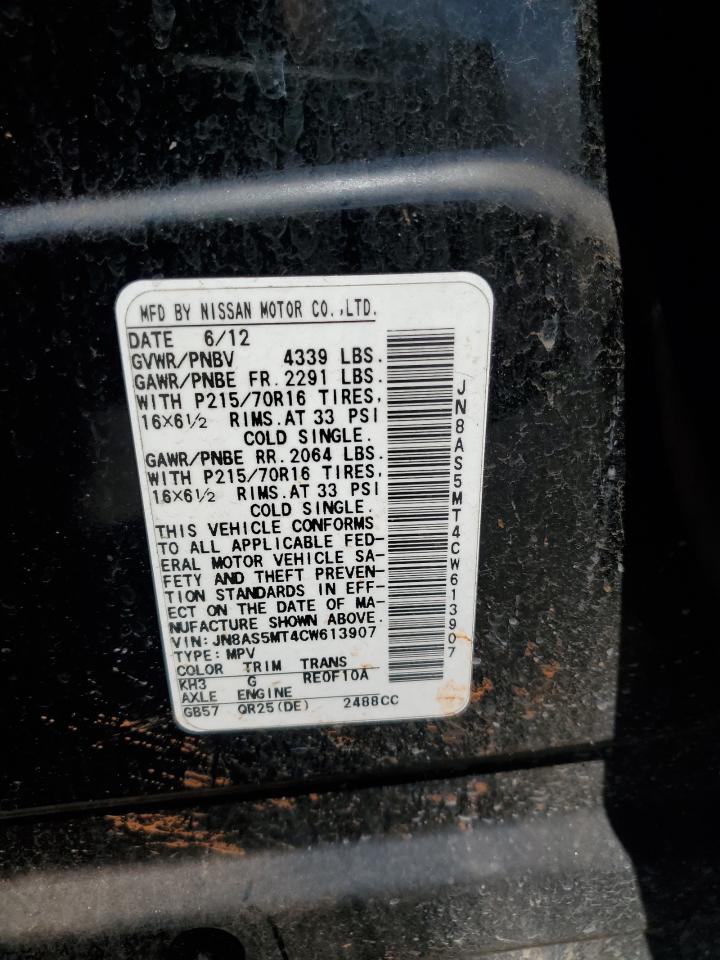 MFD BY NISSAN MOTOR CO.,LTD.
DATE 6/12
GVWR/PNBV 4339 LBS.
GAWR/PNBE FR. 2291 LBS.
WITH P215/70R16 TIRES,
16X6½ RIMS. AT 33 PSI
COLD SINGLE.
GAWR/PNBE RR. 2064 LBS.
WITH P215/70R16 TIRES,
16X6½ RIMS. AT 33 PSI
COLD SINGLE.
THIS VEHICLE CONFORMS
TO ALL APPLICABLE FED-
ERAL MOTOR VEHICLE SA-
FETY AND THEFT PREVEN-
TION STANDARDS IN EFF-
ECT ON THE DATE OF MA-
NUFACTURE SHOWN ABOVE.
VIN: JN8AS5MT4CW613907
TYPE: MPV
COLOR TRIM TRANS
KH3 G RE0F10A
AXLE ENGINE
GB57 QR25(DE) 2488CC
JN8AS5MT4CW613907